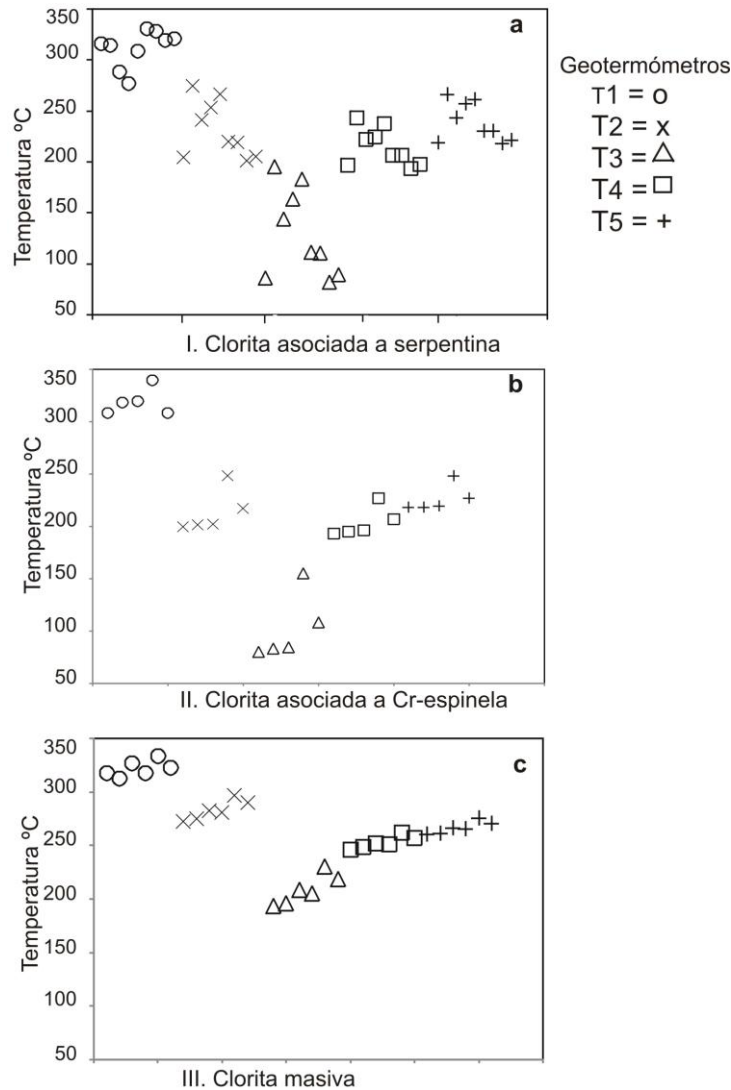 a
350
300
250
200
150
100
50
Temperatura ºC
I. Clorita asociada a serpentina
Geotermómetros
T1 = o
T2 = x
T3 = △
T4 = □
T5 = +
b
350
300
250
200
150
100
50
Temperatura ºC
II. Clorita asociada a Cr-espinela
c
350
300
250
200
150
100
50
Temperatura ºC
III. Clorita masiva